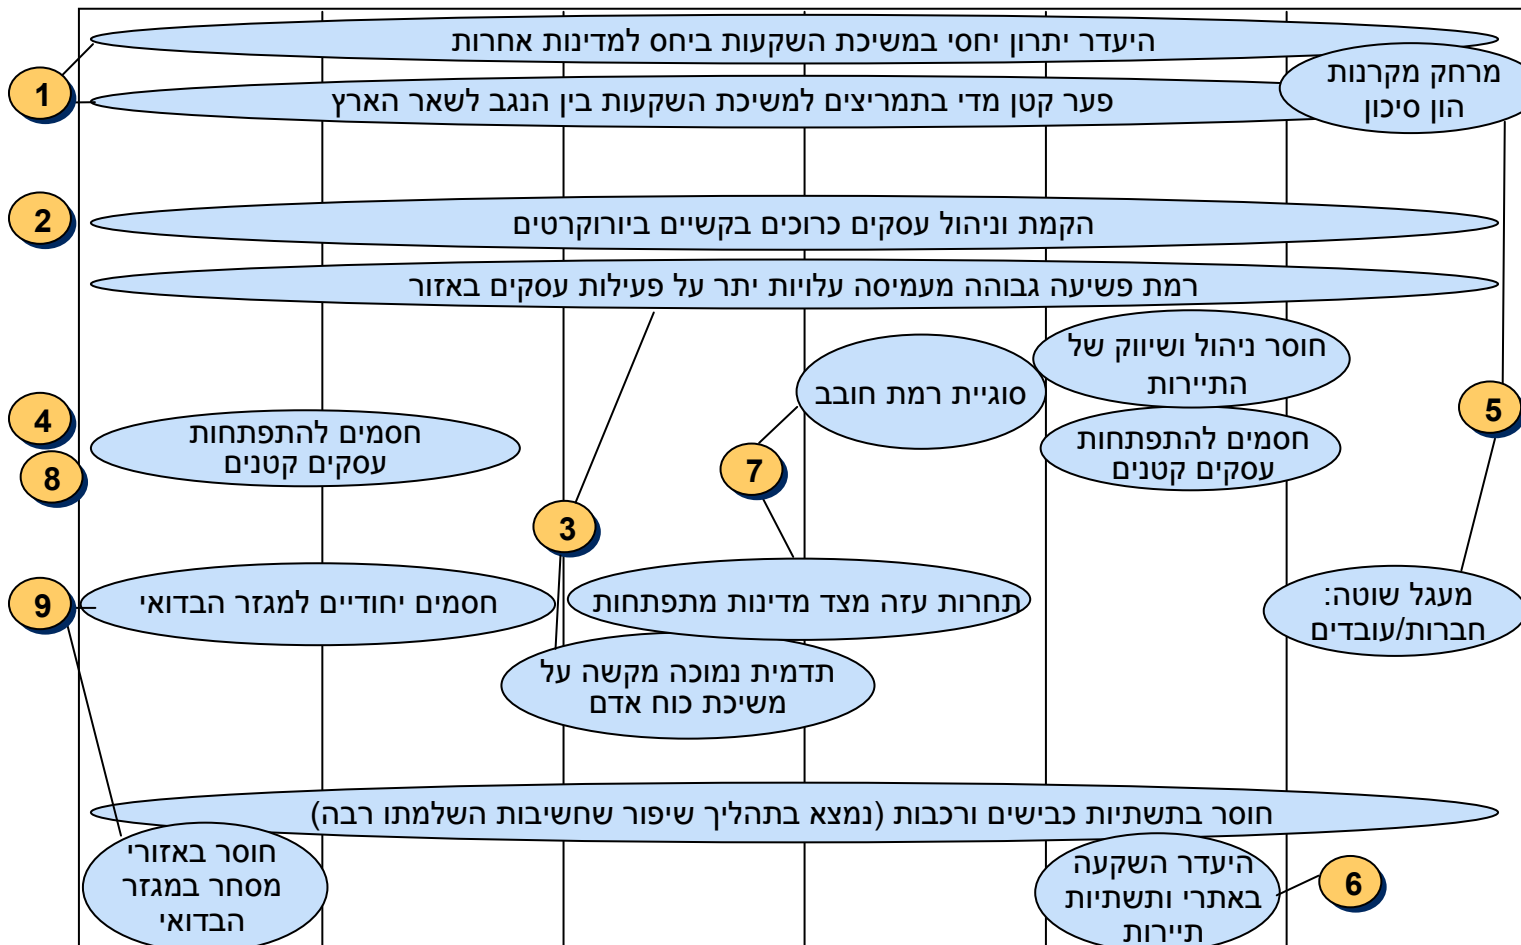 היעדר יתרון יחסי במשיכת השקעות ביחס למדינות אחרות
מרחק מקרנות
הון סיכון
1
פער קטן מדי בתמריצים למשיכת השקעות בין הנגב לשאר הארץ
2
הקמת וניהול עסקים כרוכים בקשיים ביורוקרטים
רמת פשיעה גבוהה מעמיסה עלויות יתר על פעילות עסקים באזור
חוסר ניהול ושיווק של
התיירות
סוגיית רמת חובב
4
5
חסמים להתפתחות
עסקים קטנים
חסמים להתפתחות
עסקים קטנים
7
8
3
מעגל שוטה:
חברות/עובדים
תחרות עזה מצד מדינות מתפתחות
חסמים יחודיים למגזר הבדואי
9
תדמית נמוכה מקשה על
משיכת כוח אדם
חוסר בתשתיות כבישים ורכבות (נמצא בתהליך שיפור שחשיבות השלמתו רבה)
היעדר השקעה
באתרי ותשתיות
תיירות
6
חוסר באזורי
מסחר במגזר
הבדואי